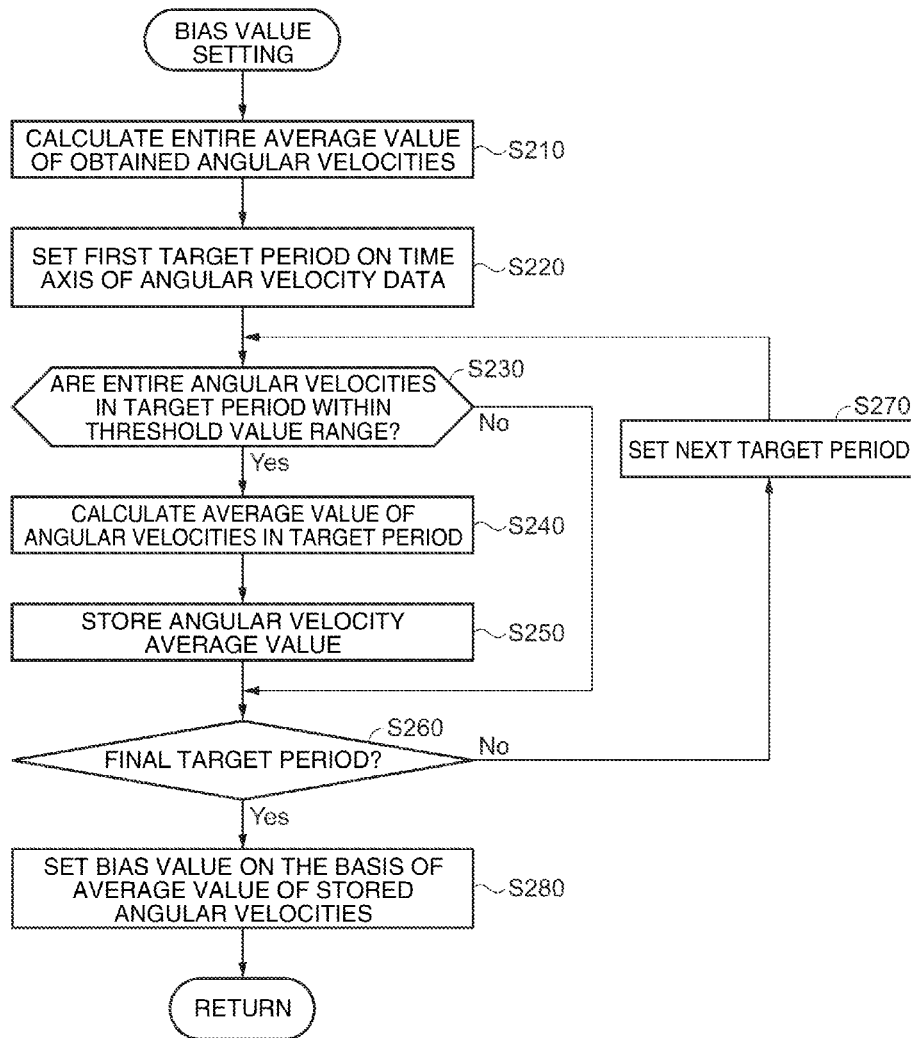 BIAS VALUE
SETTING
CALCULATE ENTIRE AVERAGE VALUE
OF OBTAINED ANGULAR VELOCITIES
S210
SET FIRST TARGET PERIOD ON TIME
AXIS OF ANGULAR VELOCITY DATA
S220
ARE ENTIRE ANGULAR VELOCITIES
IN TARGET PERIOD WITHIN
THRESHOLD VALUE RANGE?
S230
No
Yes
S270
SET NEXT TARGET PERIOD
CALCULATE AVERAGE VALUE OF
ANGULAR VELOCITIES IN TARGET PERIOD
S240
STORE ANGULAR VELOCITY
AVERAGE VALUE
S250
S260
FINAL TARGET PERIOD?
No
Yes
SET BIAS VALUE ON THE BASIS OF
AVERAGE VALUE OF STORED
ANGULAR VELOCITIES
S280
RETURN